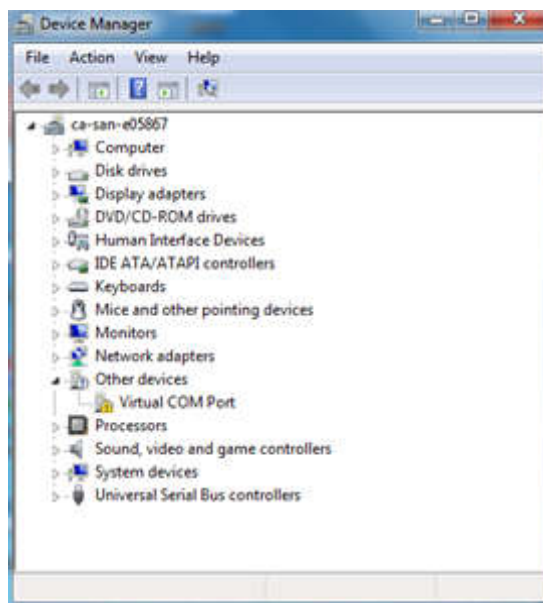 Device Manager
File Action View Help
ca-san-e05867
Computer
Disk drives
Display adapters
DVD/CD-ROM drives
Human Interface Devices
IDE ATA/ATAPI controllers
Keyboards
Mice and other pointing devices
Monitors
Network adapters
Other devices
Virtual COM Port
Processors
Sound, video and game controllers
System devices
Universal Serial Bus controllers